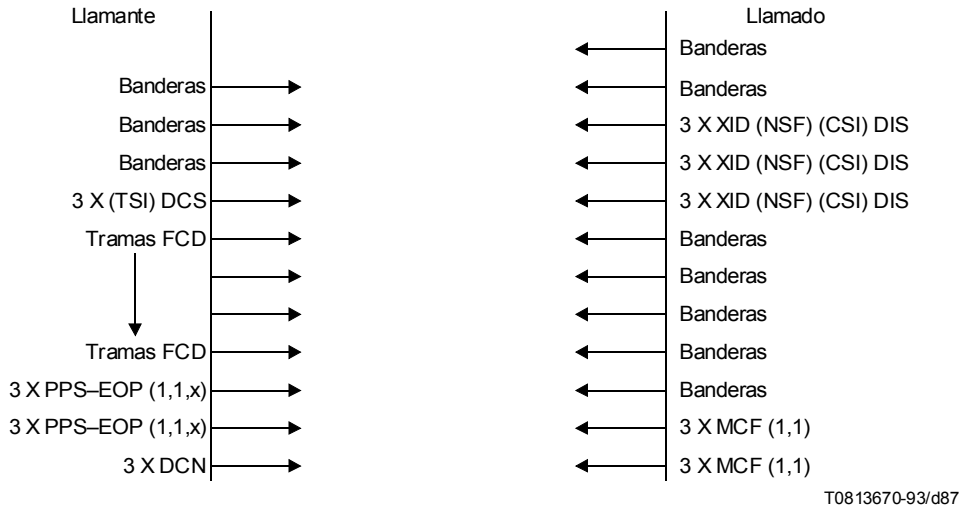 Llamante Llamado
Banderas
Banderas Banderas
Banderas 3 X XID (NSF) (CSI) DIS
Banderas 3 X XID (NSF) (CSI) DIS
3 X (TSI) DCS 3 X XID (NSF) (CSI) DIS
Tramas FCD Banderas
Banderas
Banderas
Tramas FCD Banderas
3 X PPS–EOP (1,1,x) Banderas
3 X PPS–EOP (1,1,x) 3 X MCF (1,1)
3 X DCN 3 X MCF (1,1)
T0813670-93/d87